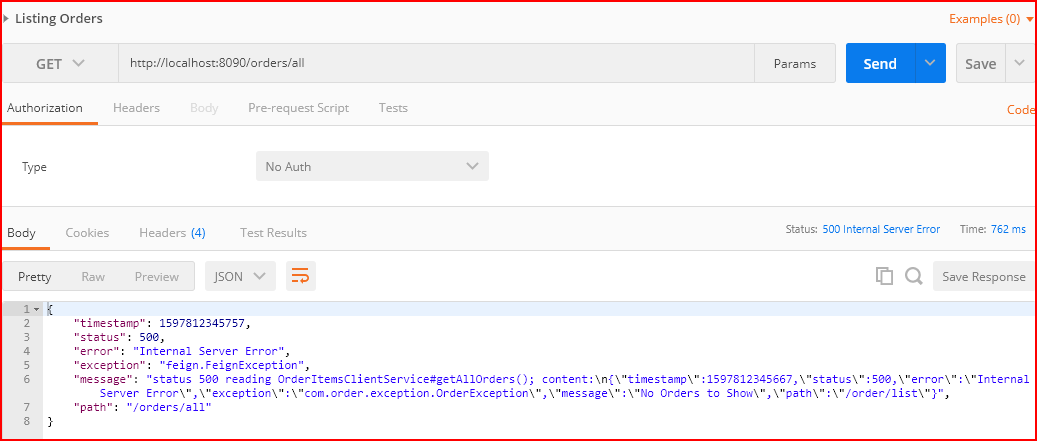 Listing Orders
Examples (0)
GET
http://localhost:8090/orders/all
Params
Send
Save
Authorization
Headers
Body
Pre-request Script
Tests
Code
Type
No Auth
Body
Cookies
Headers (4)
Test Results
Status: 500 Internal Server Error
Time: 762 ms
Pretty
Raw
Preview
JSON
Save Response
1 {
2 "timestamp": 1597812345757,
3 "status": 500,
4 "error": "Internal Server Error",
5 "exception": "feign.FeignException",
6 "message": "status 500 reading OrderItemsClientService#getAllOrders(); content:\n{\"timestamp\":1597812345667,\"status\":500,\"error\":\"Internal
Server Error\",\"exception\":\"com.order.exception.OrderException\",\"message\":\"No Orders to Show\",\"path\":\"/order/list\"}",
7 "path": "/orders/all"
8 }